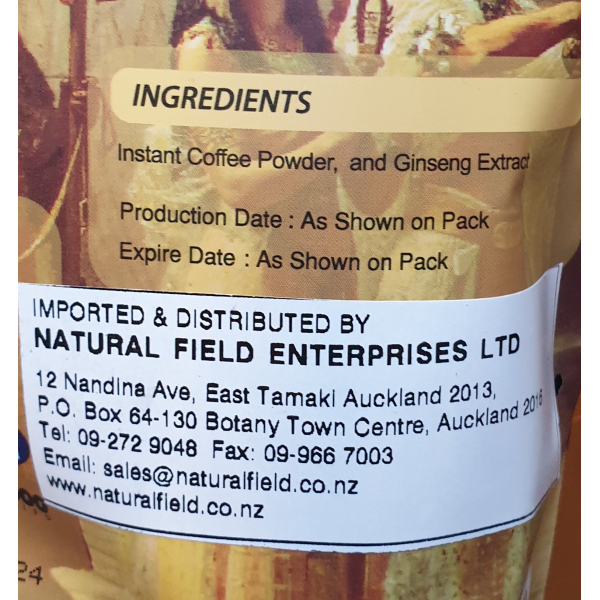 INGREDIENTS
Instant Coffee Powder, and Ginseng Extract
Production Date : As Shown on Pack
Expire Date : As Shown on Pack
IMPORTED & DISTRIBUTED BY
NATURAL FIELD ENTERPRISES LTD
12 Nandina Ave, East Tamaki Auckland 2013,
P.O. Box 64-130 Botany Town Centre, Auckland 2016
Tel: 09-272 9048 Fax: 09-966 7003
Email: sales@naturalfield.co.nz
www.naturalfield.co.nz
24